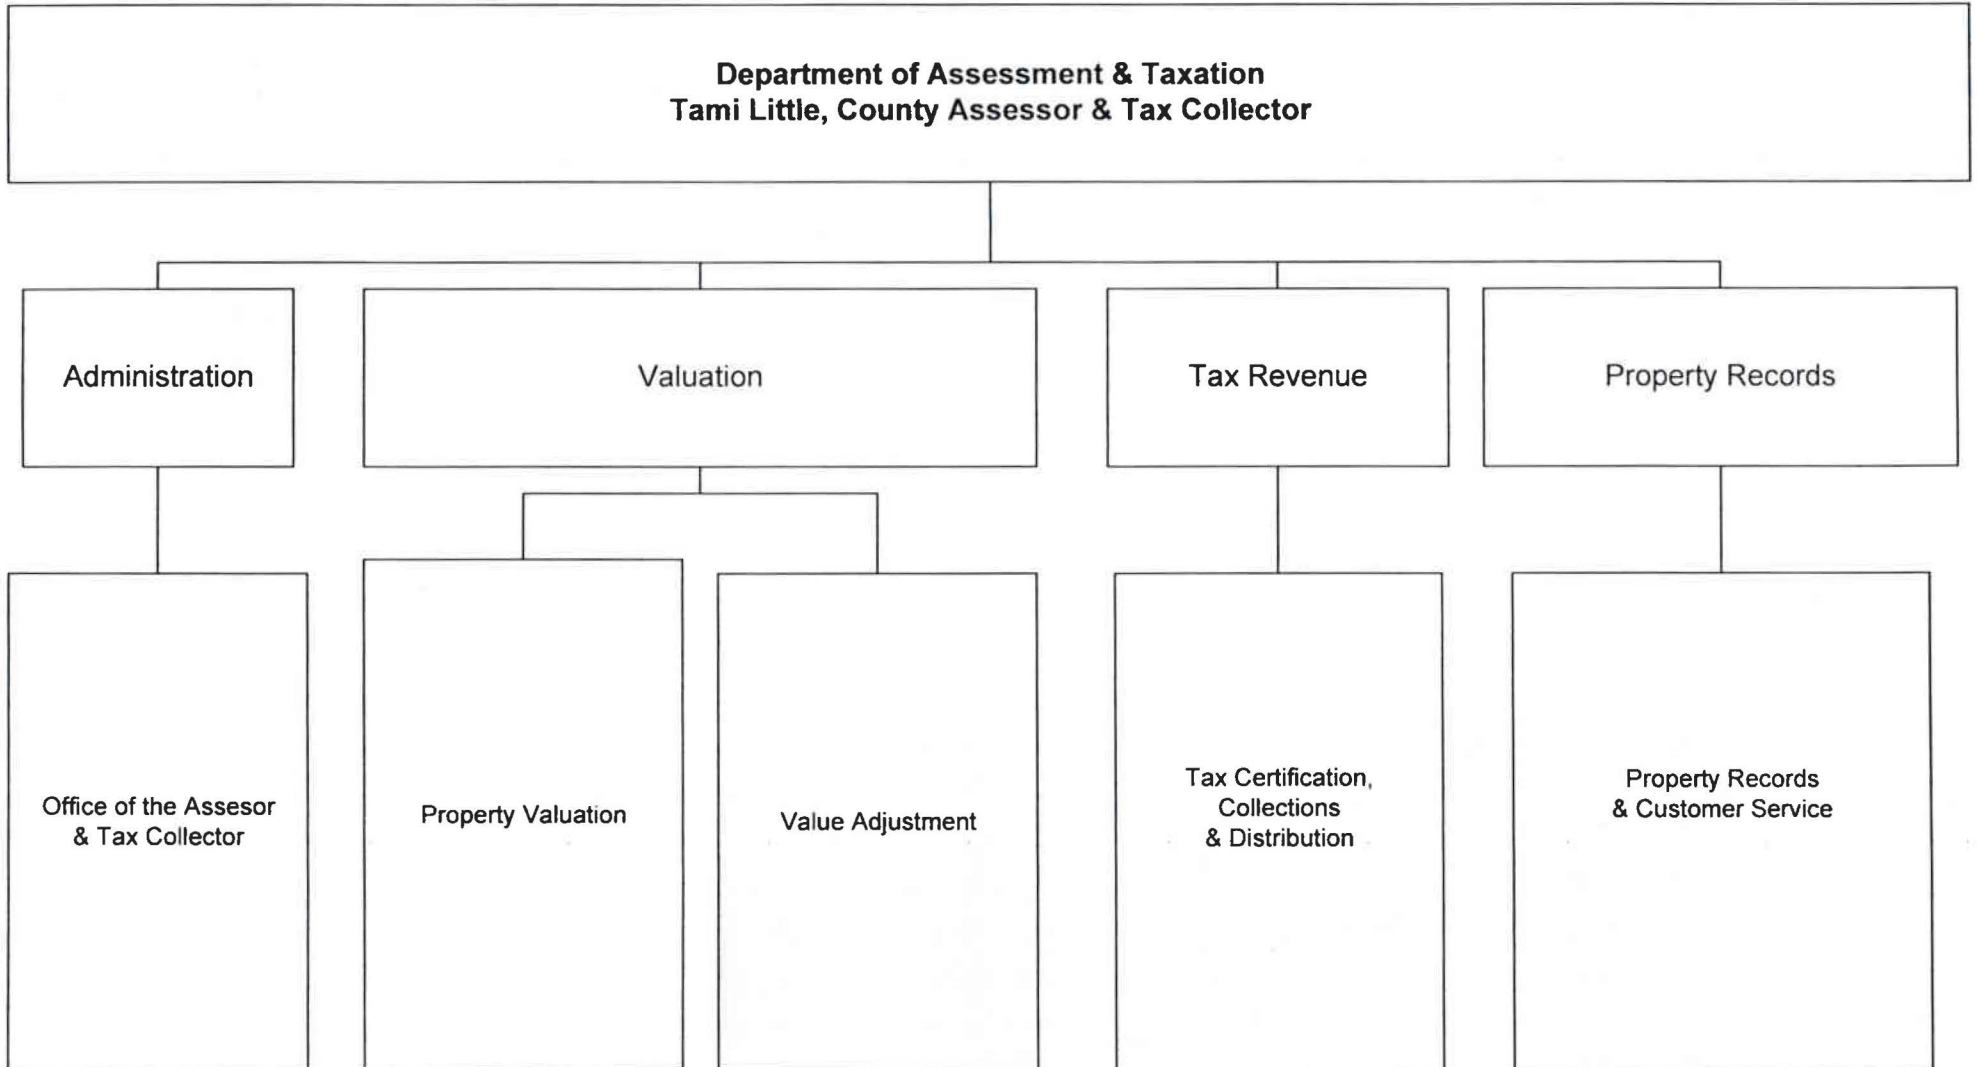 Department of Assessment & Taxation
Tami Little, County Assessor & Tax Collector
Administration
Valuation
Tax Revenue
Property Records
Office of the Assesor
& Tax Collector
Property Valuation
Value Adjustment
Tax Certification,
Collections
& Distribution
Property Records
& Customer Service